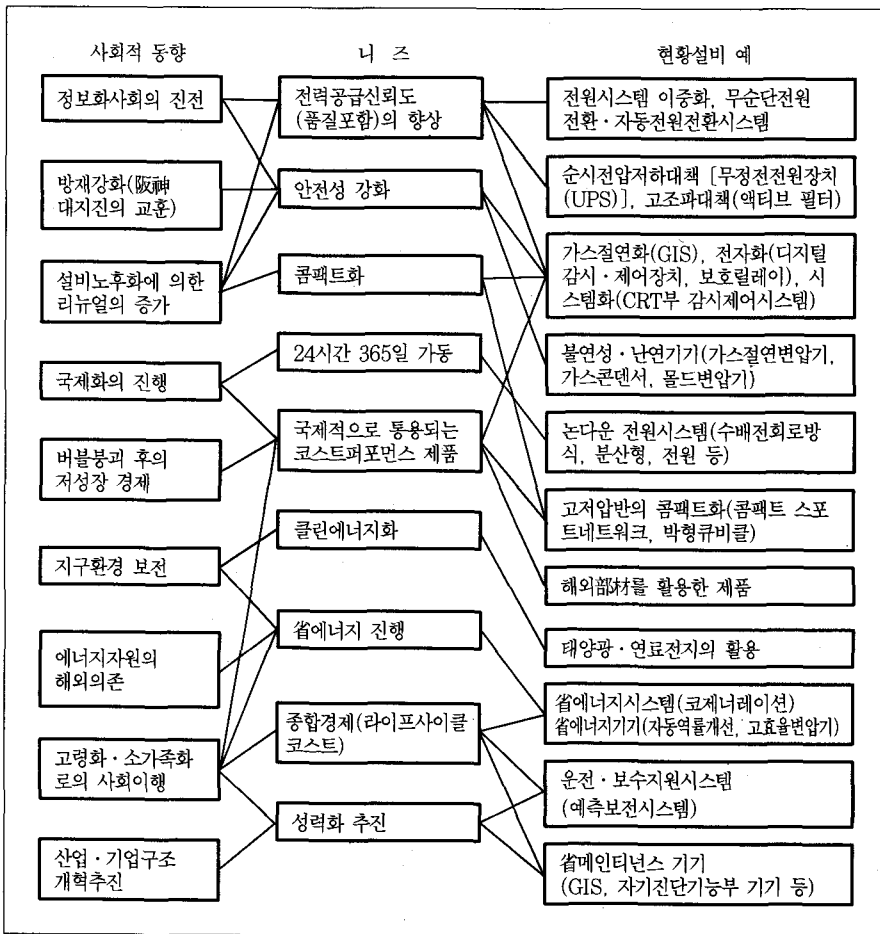 사회적 동향
정보화사회의 진전
방재강화(阪神
대지진의 교훈)
설비노후화에 의한
리뉴얼의 증가
국제화의 진행
버블붕괴 후의
저성장 경제
지구환경 보전
에너지자원의
해외의존
고령화·소가족화
로의 사회이행
산업·기업구조
개혁추진
니 즈
전력공급신뢰도
(품질포함)의 향상
안전성 강화
콤팩트화
24시간 365일 가동
국제적으로 통용되는
코스트퍼포먼스 제품
클린에너지화
省에너지 진행
종합경제(라이프사이클
코스트)
성력화 추진
현황설비 예
전원시스템 이중화, 무순단전원
전환·자동전원전환시스템
순시전압저하대책 [무정전전원장치
(UPS)], 고조파대책(액티브 필터)
가스절연화(GIS), 전자화(디지털
감시·제어장치, 보호릴레이), 시
스템화(CRT부 감시제어시스템)
불연성·난연기기(가스절연변압기,
가스콘덴서, 몰드변압기)
논다운 전원시스템(수배전회로방
식, 분산형, 전원 등)
고저압반의 콤팩트화(콤팩트 스포
트네트워크, 박형큐비클)
해외部材를 활용한 제품
태양광·연료전지의 활용
省에너지시스템(코제너레이션)
省에너지기기(자동역률개선, 고효율변압기)
운전·보수지원시스템
(예측보전시스템)
省메인티넌스 기기
(GIS, 자기진단기능부 기기 등)